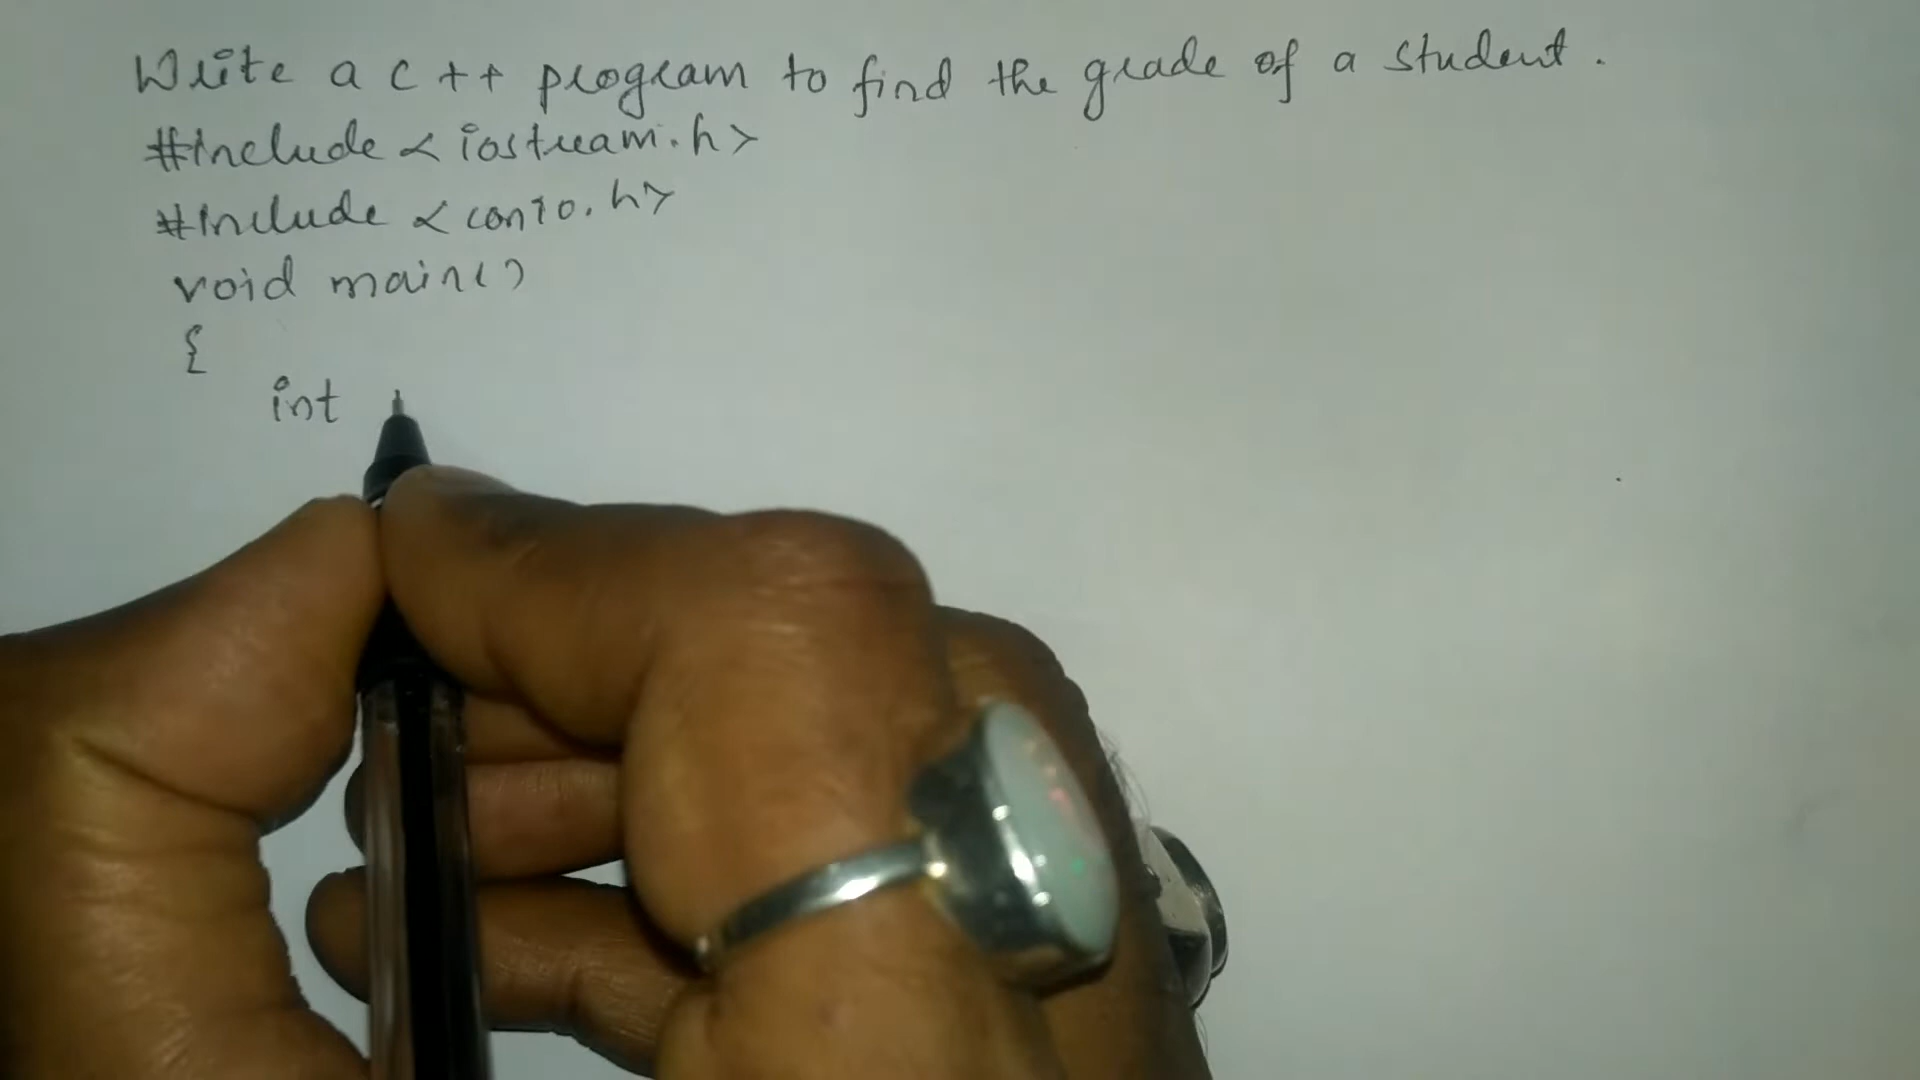 Write a c++ program to find the grade of a student.
#include <iostream.h>
#include <conio.h>
void main()
{
int